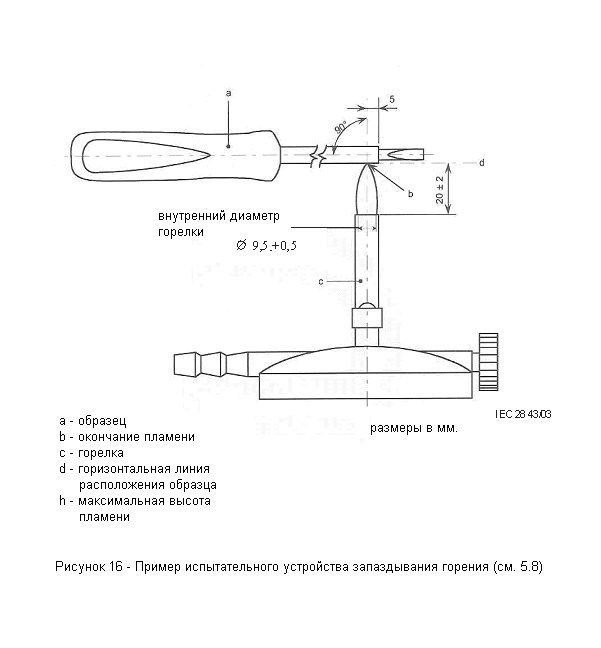 a
5
90°
d
b
20 ± 2
внутренний диаметр
горелки
Ø 9,5.+0,5
c
IEC 2843/03
размеры в мм.
a - образец
b - окончание пламени
c - горелка
d - горизонтальная линия
расположения образца
h - максимальная высота
пламени
Рисунок 16 - Пример испытательного устройства запаздывания горения (см. 5.8)